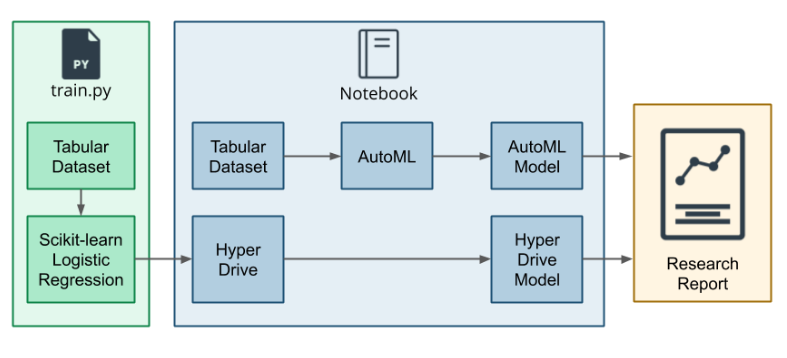 PY
train.py
Tabular
Dataset
Scikit-learn
Logistic
Regression
Notebook
Tabular
Dataset
AutoML
AutoML
Model
Hyper
Drive
Hyper
Drive
Model
Research
Report